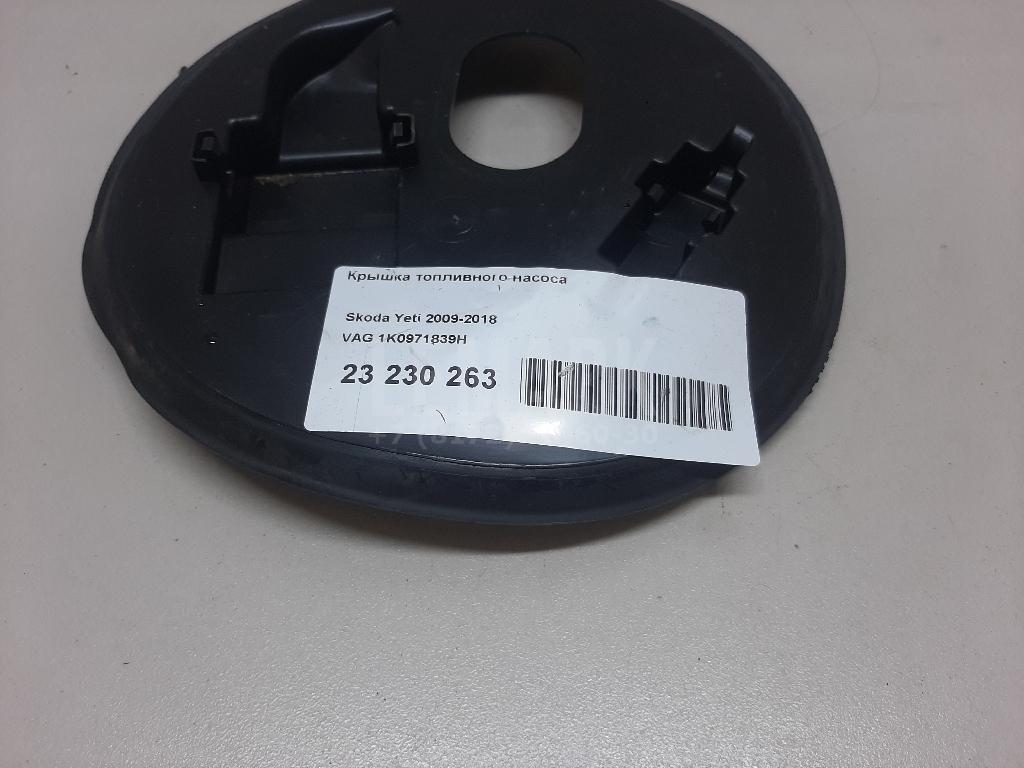 Крышка топливного насоса
Skoda Yeti 2009-2018
VAG 1K0971839H
23 230 263